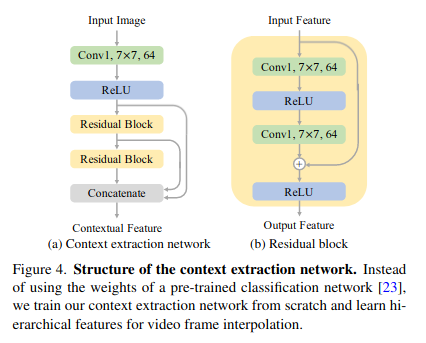 Input Image
Conv1, 7×7, 64
ReLU
Residual Block
Residual Block
Concatenate
Contextual Feature
(a) Context extraction network
Input Feature
Conv1, 7×7, 64
ReLU
Conv1, 7×7, 64
+
ReLU
Output Feature
(b) Residual block
Figure 4. Structure of the context extraction network. Instead
of using the weights of a pre-trained classification network [23],
we train our context extraction network from scratch and learn hi-
erarchical features for video frame interpolation.